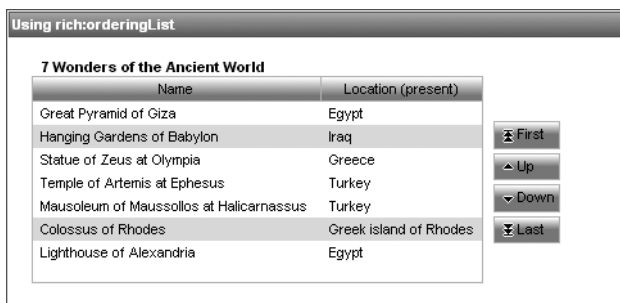 Using rich:orderingList
7 Wonders of the Ancient World
Name Location (present)
Great Pyramid of Giza Egypt
Hanging Gardens of Babylon Iraq
Statue of Zeus at Olympia Greece
Temple of Artemis at Ephesus Turkey
Mausoleum of Maussollos at Halicarnassus Turkey
Colossus of Rhodes Greek island of Rhodes
Lighthouse of Alexandria Egypt
First
Up
Down
Last